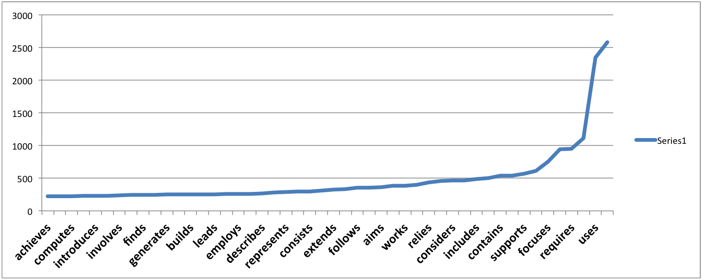 3000
2500
2000
1500
1000
500
0
Series1
achieves
computes
introduces
involves
finds
generates
builds
leads
employs
describes
represents
consists
extends
follows
aims
works
relies
considers
includes
contains
supports
focuses
requires
uses